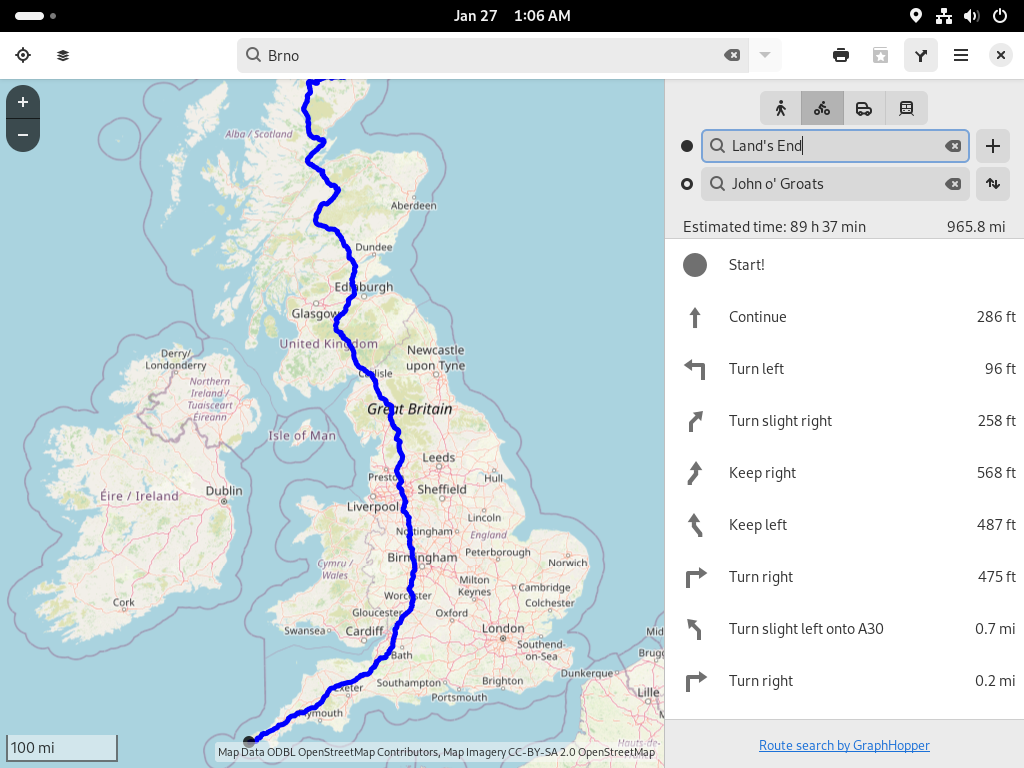 Jan 27 1:06 AM
Brno
Land's End
John o' Groats
Estimated time: 89 h 37 min 965.8 mi
Start!
Continue 286 ft
Turn left 96 ft
Turn slight right 258 ft
Keep right 568 ft
Keep left 487 ft
Turn right 475 ft
Turn slight left onto A30 0.7 mi
Turn right 0.2 mi
Route search by GraphHopper
Alba / Scotland
Aberdeen
Dundee
Edinburgh
Glasgow
United Kingdom
Derry/
Londonderry
Newcastle
upon Tyne
Carlisle
Northern
Ireland /
Tuaisceart
Éireann
Great Britain
Isle of Man
Leeds
Preston
Hull
Éire / Ireland
Dublin
Sheffield
Liverpool
Lincoln
Nottingham
England
Birmingham
Peterborough
Norwich
Cymru /
Wales
Milton
Keynes
Cambridge
Cork
Worcester
Colchester
Gloucester
Oxford
Swansea
Cardiff
London
Southend-
on-Sea
Mid
Bath
Brugg
Dunkerque
Southampton
Brighton
Exeter
Lille
Portsmouth
Plymouth
Hauts-de-
100 mi
Map Data ODBL OpenStreetMap Contributors, Map Imagery CC-BY-SA 2.0 OpenStreetMap